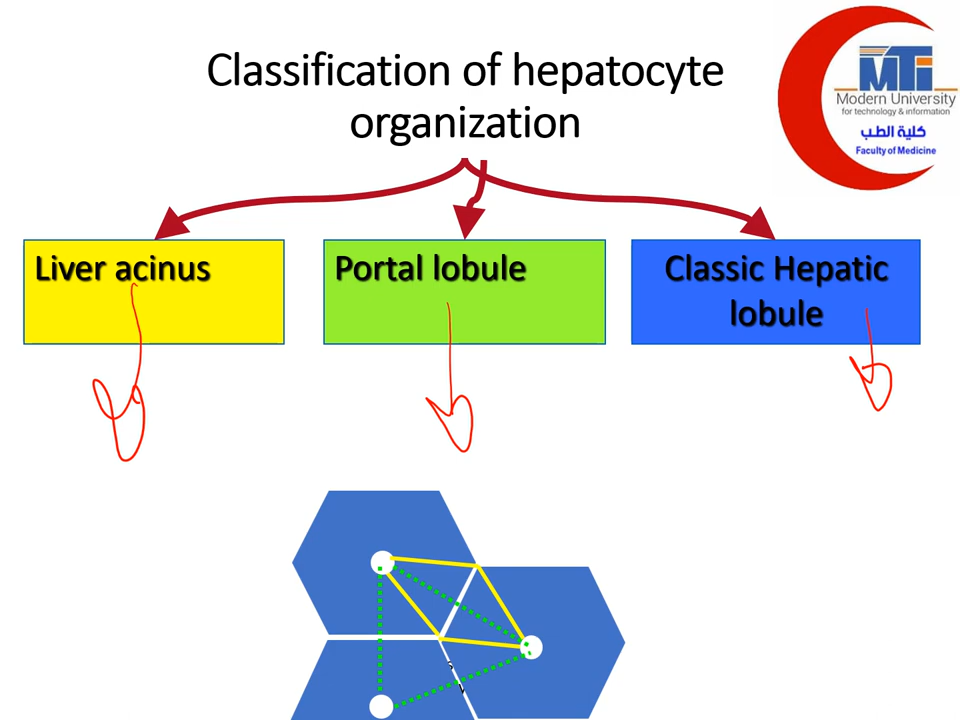 Classification of hepatocyte
organization
MTI
Modern University
for technology & information
كلية الطب
Faculty of Medicine
Liver acinus
Portal lobule
Classic Hepatic
lobule